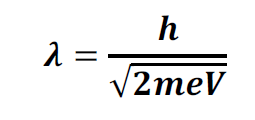 λ = h / √2meV